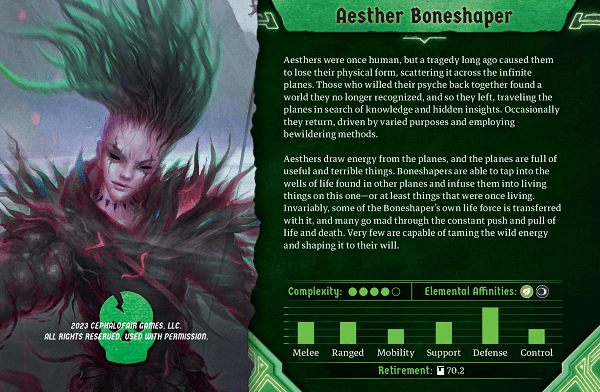 Aesther Boneshaper
Aesthers were once human, but a tragedy long ago caused them
to lose their physical form, scattering it across the infinite
planes. Those who willed their psyche back together found a
world they no longer recognized, and so they left, traveling the
planes in search of knowledge and hidden insights. Occasionally
they return, driven by varied purposes and employing
bewildering methods.
Aesthers draw energy from the planes, and the planes are full of
useful and terrible things. Boneshapers are able to tap into the
wells of life found in other planes and infuse them into living
things on this one—or at least things that were once living.
Invariably, some of the Boneshaper's own life force is transferred
with it, and many go mad through the constant push and pull of
life and death. Very few are capable of taming the wild energy
and shaping it to their will.
Complexity: Elemental Affinities:
Melee Ranged Mobility Support Defense Control
Retirement: 70.2
2023 CEPHALOFAIR GAMES, LLC.
ALL RIGHTS RESERVED. USED WITH PERMISSION.